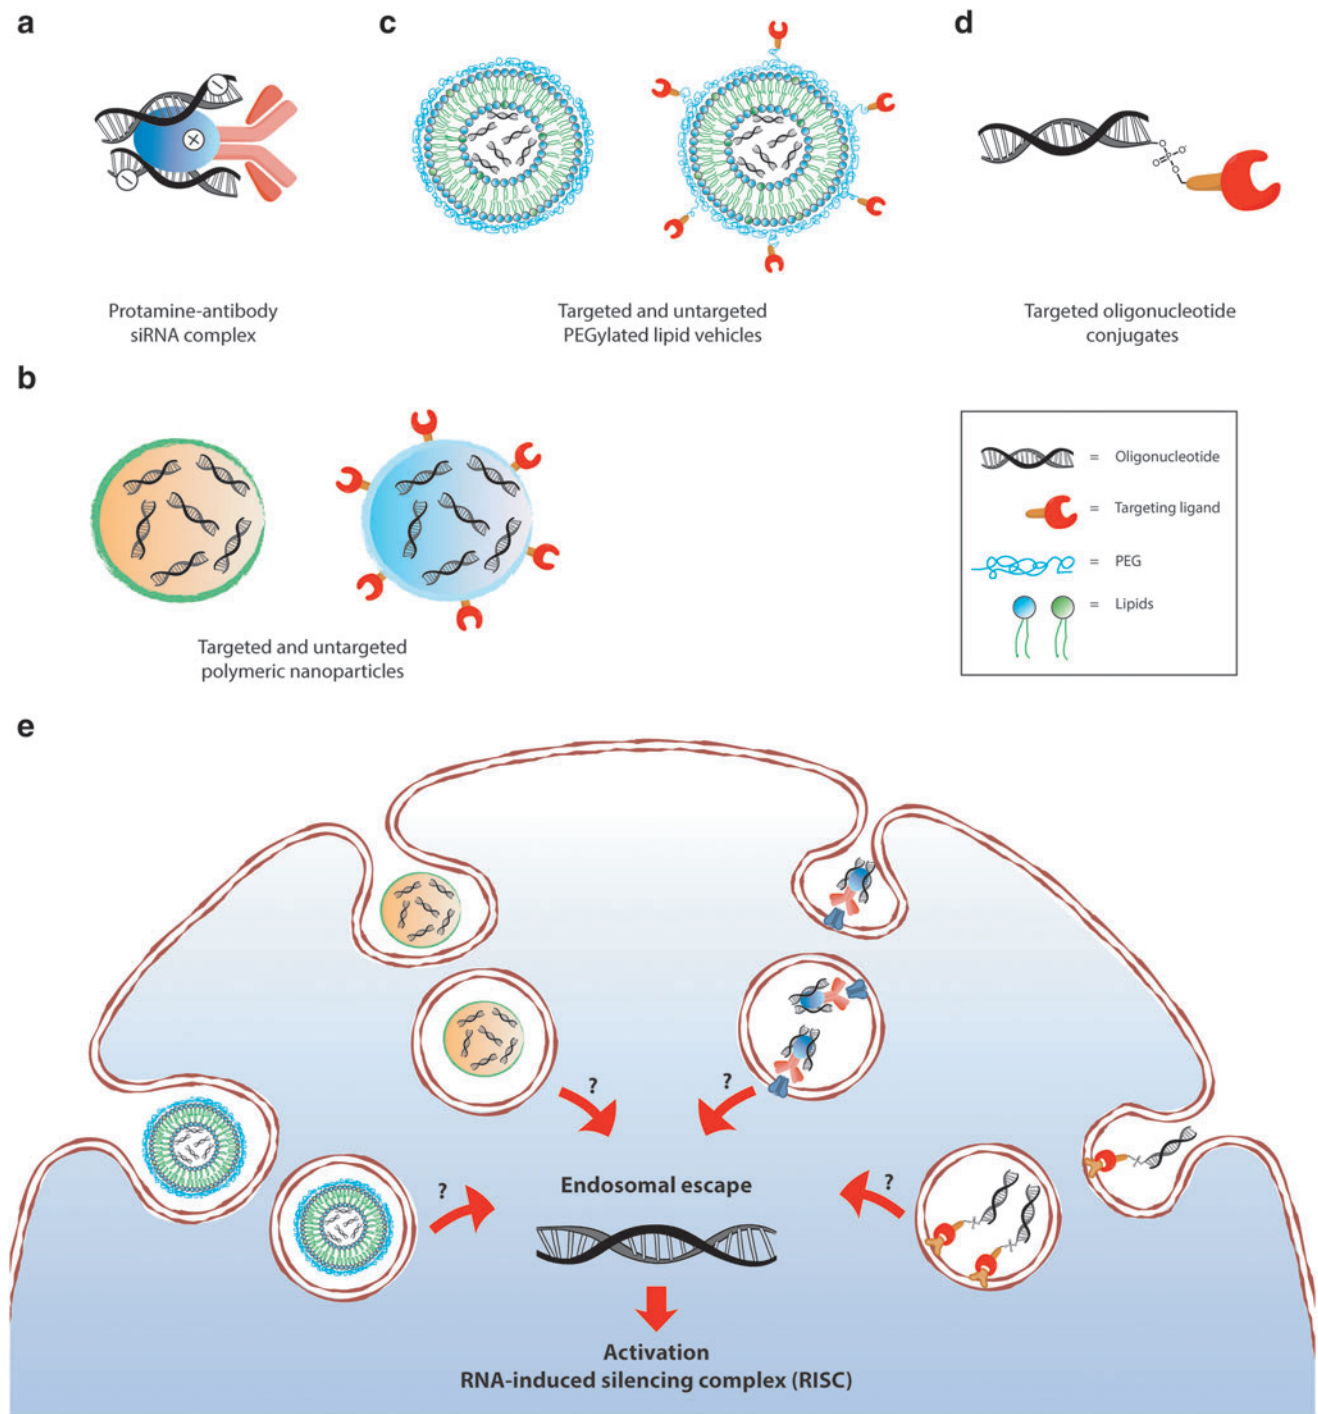 a
c
d
Protamine-antibody
siRNA complex
Targeted and untargeted
PEGylated lipid vehicles
O
O
P
O-
O
Targeted oligonucleotide
conjugates
b
Targeted and untargeted
polymeric nanoparticles
= Oligonucleotide
= Targeting ligand
= PEG
= Lipids
e
?
?
?
?
Endosomal escape
Activation
RNA-induced silencing complex (RISC)